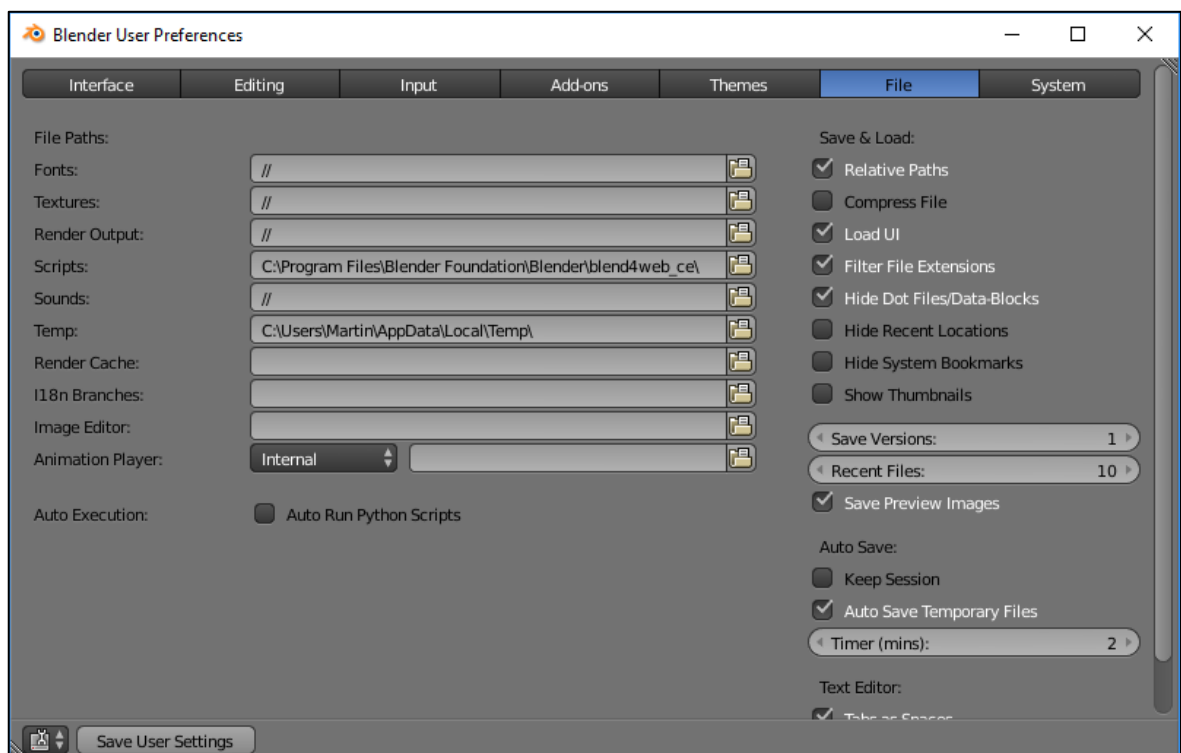 Blender User Preferences
Interface Editing Input Add-ons Themes File System
File Paths:
Fonts: //
Textures: //
Render Output: //
Scripts: C:\Program Files\Blender Foundation\Blender\blend4web_ce\
Sounds: //
Temp: C:\Users\Martin\AppData\Local\Temp\
Render Cache:
I18n Branches:
Image Editor:
Animation Player: Internal
Auto Execution: Auto Run Python Scripts
Save & Load:
Relative Paths
Compress File
Load UI
Filter File Extensions
Hide Dot Files/Data-Blocks
Hide Recent Locations
Hide System Bookmarks
Show Thumbnails
Save Versions: 1
Recent Files: 10
Save Preview Images
Auto Save:
Keep Session
Auto Save Temporary Files
Timer (mins): 2
Text Editor:
Tabs as Spaces
Save User Settings